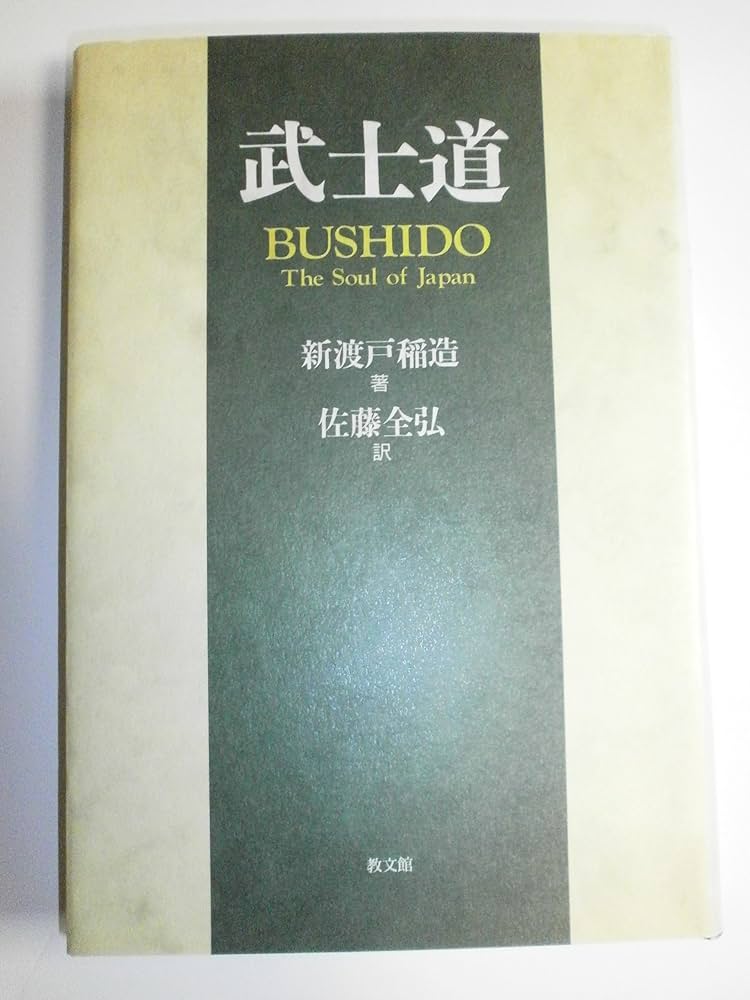 武士道
BUSHIDO
The Soul of Japan
新渡戸稲造
著
佐藤全弘
訳
教文館